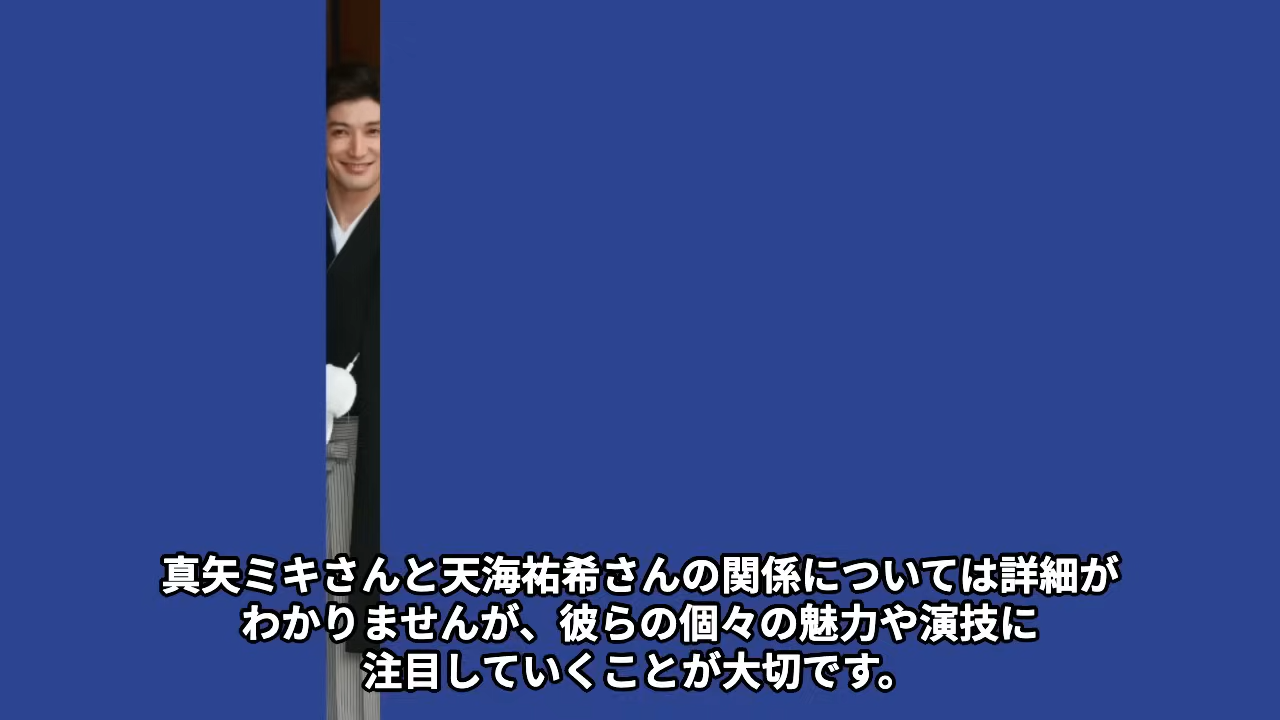 真矢ミキさんと天海祐希さんの関係については詳細が
わかりませんが、彼らの個々の魅力や演技に
注目していくことが大切です。